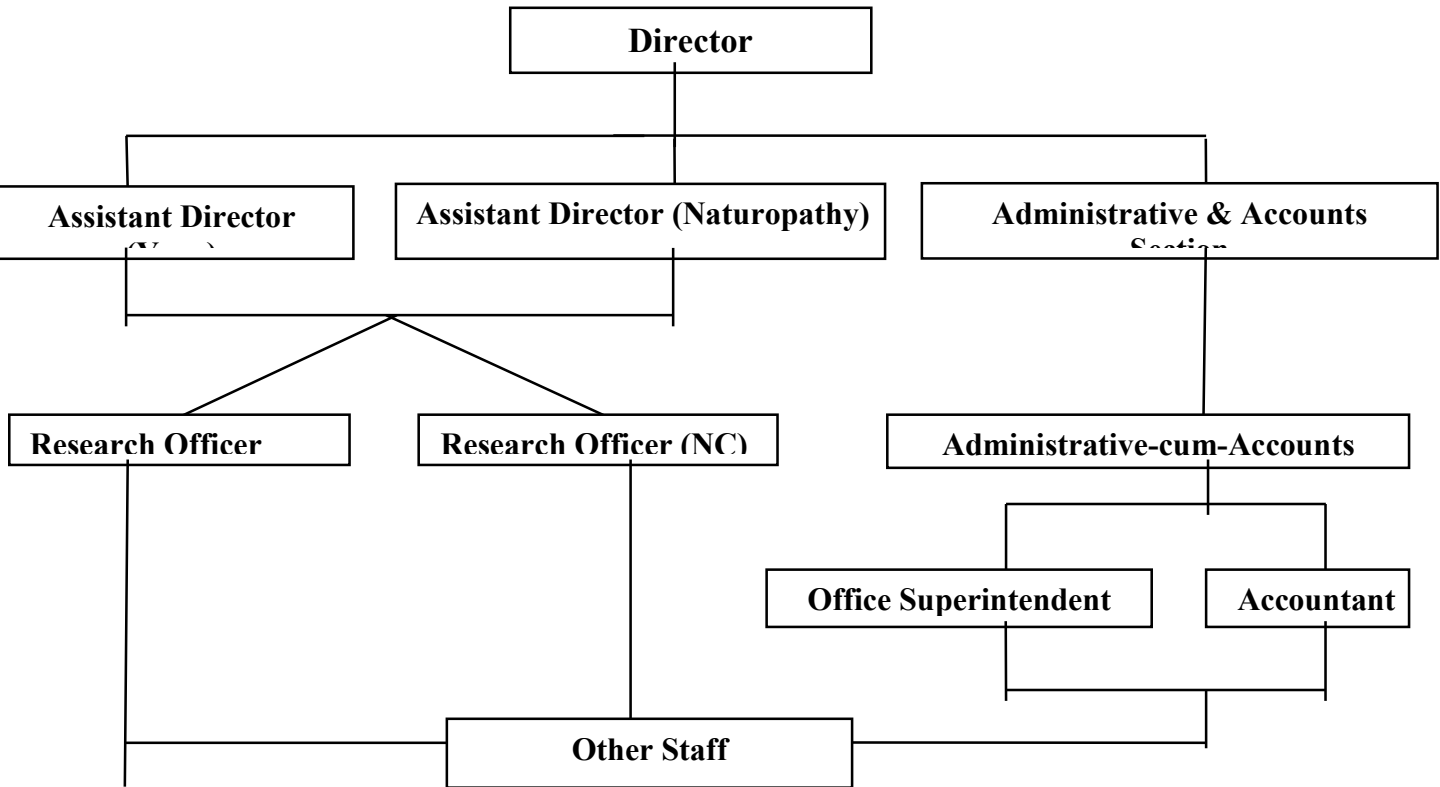 Director
Assistant Director
Assistant Director (Naturopathy)
Administrative & Accounts
Section
Research Officer
Research Officer (NC)
Administrative-cum-Accounts
Office Superintendent
Accountant
Other Staff